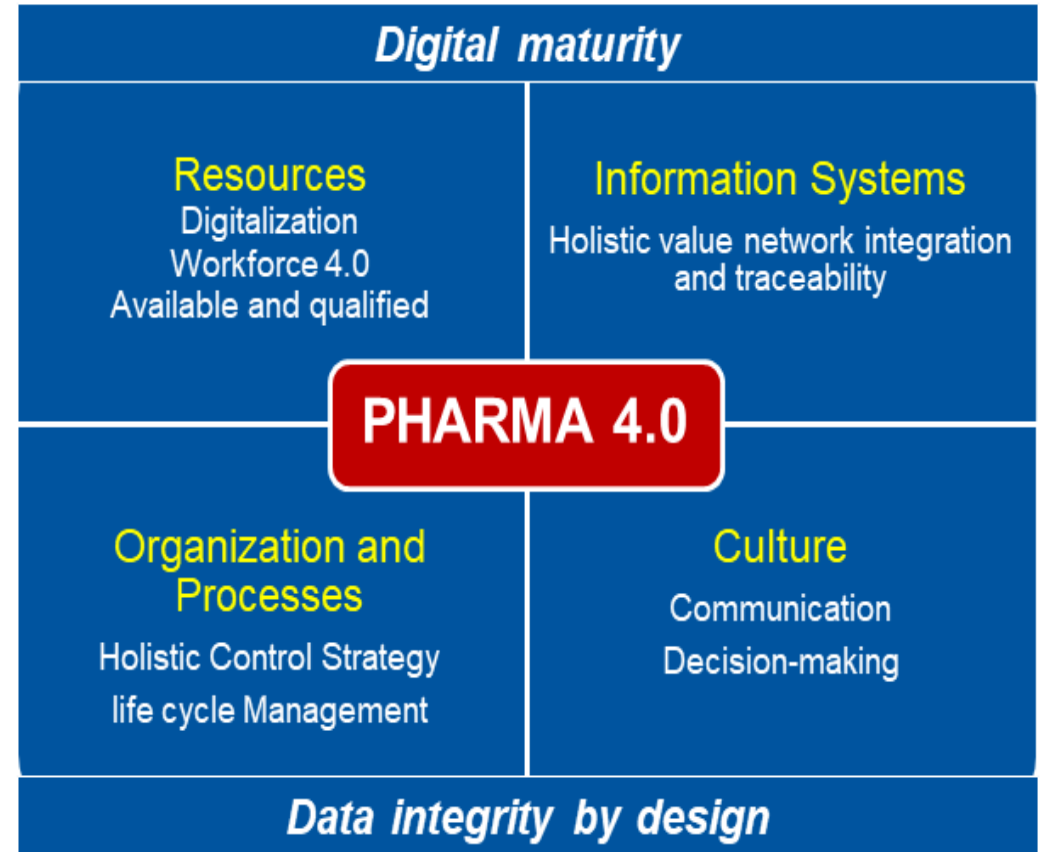 Digital maturity
Resources
Digitalization
Workforce 4.0
Available and qualified
Information Systems
Holistic value network integration
and traceability
PHARMA 4.0
Organization and
Processes
Holistic Control Strategy
life cycle Management
Culture
Communication
Decision-making
Data integrity by design